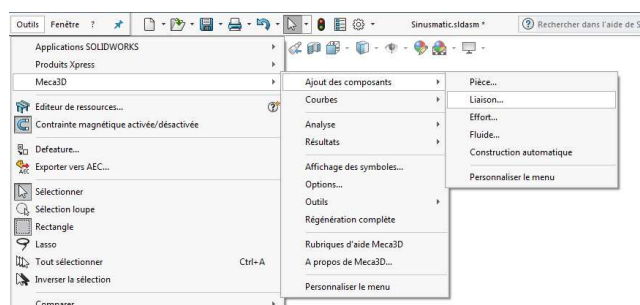 Outils Fenêtre ? Sinusmatic.sldasm * Rechercher dans l'aide de S
Applications SOLIDWORKS
Produits Xpress
Meca3D
Editeur de ressources...
Contrainte magnétique activée/désactivée
Defeature...
Exporter vers AEC...
Sélectionner
Sélection loupe
Rectangle
Lasso
Tout sélectionner Ctrl+A
Inverser la sélection
Comparer
Ajout des composants
Courbes
Analyse
Résultats
Affichage des symboles...
Options...
Outils
Régénération complète
Rubriques d'aide Meca3D
A propos de Meca3D...
Personnaliser le menu
Pièce...
Liaison...
Effort...
Fluide...
Construction automatique
Personnaliser le menu